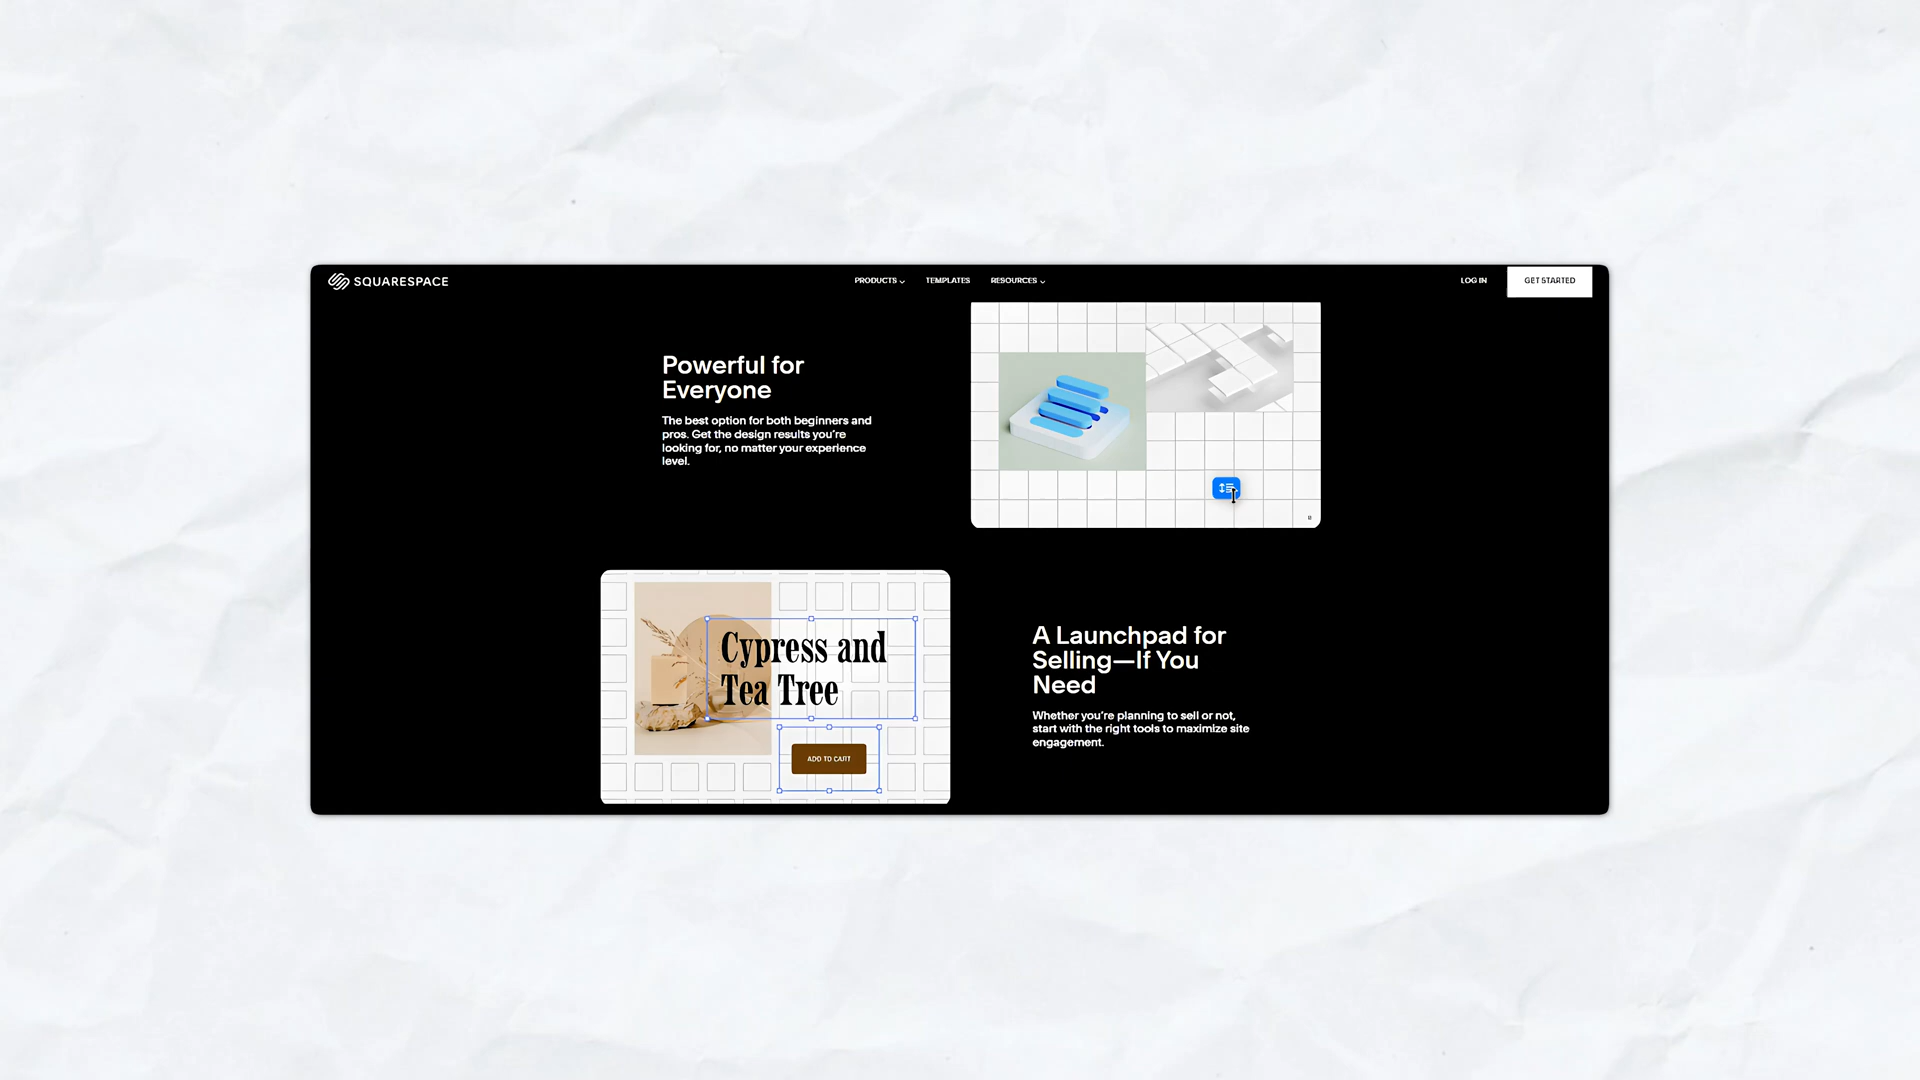 SQUARESPACE
PRODUCTS
TEMPLATES
RESOURCES
LOG IN
GET STARTED
Powerful for
Everyone
The best option for both beginners and
pros. Get the design results you're
looking for, no matter your experience
level.
Cypress and
Tea Tree
ADD TO CART
A Launchpad for
Selling—If You
Need
Whether you're planning to sell or not,
start with the right tools to maximize site
engagement.